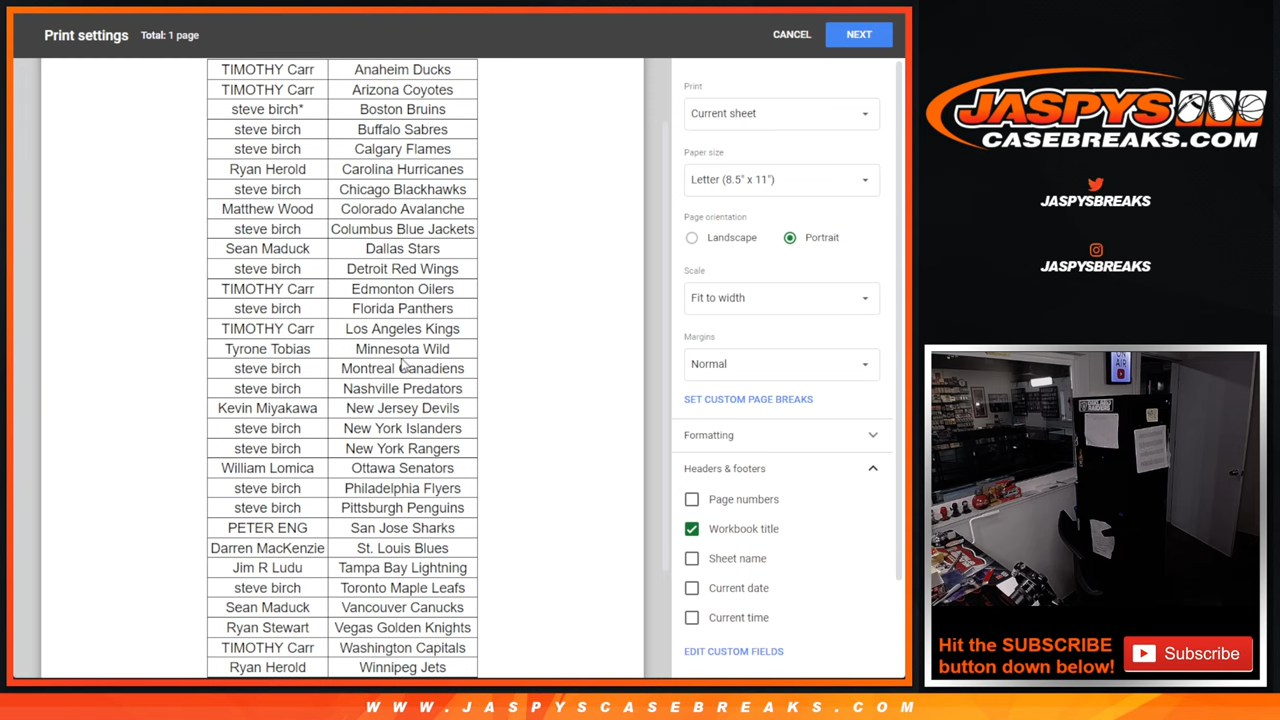 Print settings Total: 1 page CANCEL NEXT
TIMOTHY Carr Anaheim Ducks
TIMOTHY Carr Arizona Coyotes
steve birch* Boston Bruins
steve birch Buffalo Sabres
steve birch Calgary Flames
Ryan Herold Carolina Hurricanes
steve birch Chicago Blackhawks
Matthew Wood Colorado Avalanche
steve birch Columbus Blue Jackets
Sean Maduck Dallas Stars
steve birch Detroit Red Wings
TIMOTHY Carr Edmonton Oilers
steve birch Florida Panthers
TIMOTHY Carr Los Angeles Kings
Tyrone Tobias Minnesota Wild
steve birch Montreal Canadiens
steve birch Nashville Predators
Kevin Miyakawa New Jersey Devils
steve birch New York Islanders
steve birch New York Rangers
William Lomica Ottawa Senators
steve birch Philadelphia Flyers
steve birch Pittsburgh Penguins
PETER ENG San Jose Sharks
Darren MacKenzie St. Louis Blues
Jim R Ludu Tampa Bay Lightning
steve birch Toronto Maple Leafs
Sean Maduck Vancouver Canucks
Ryan Stewart Vegas Golden Knights
TIMOTHY Carr Washington Capitals
Ryan Herold Winnipeg Jets
Print
Current sheet
Paper size
Letter (8.5" x 11")
Page orientation
Landscape Portrait
Scale
Fit to width
Margins
Normal
SET CUSTOM PAGE BREAKS
Formatting
Headers & footers
Page numbers
Workbook title
Sheet name
Current date
Current time
EDIT CUSTOM FIELDS
JASPYS
CASEBREAKS.COM
JASPYSBREAKS
JASPYSBREAKS
ON
AIR
Hit the SUBSCRIBE
button down below!
Subscribe
WWW.JASPYSCASEBREAKS.COM